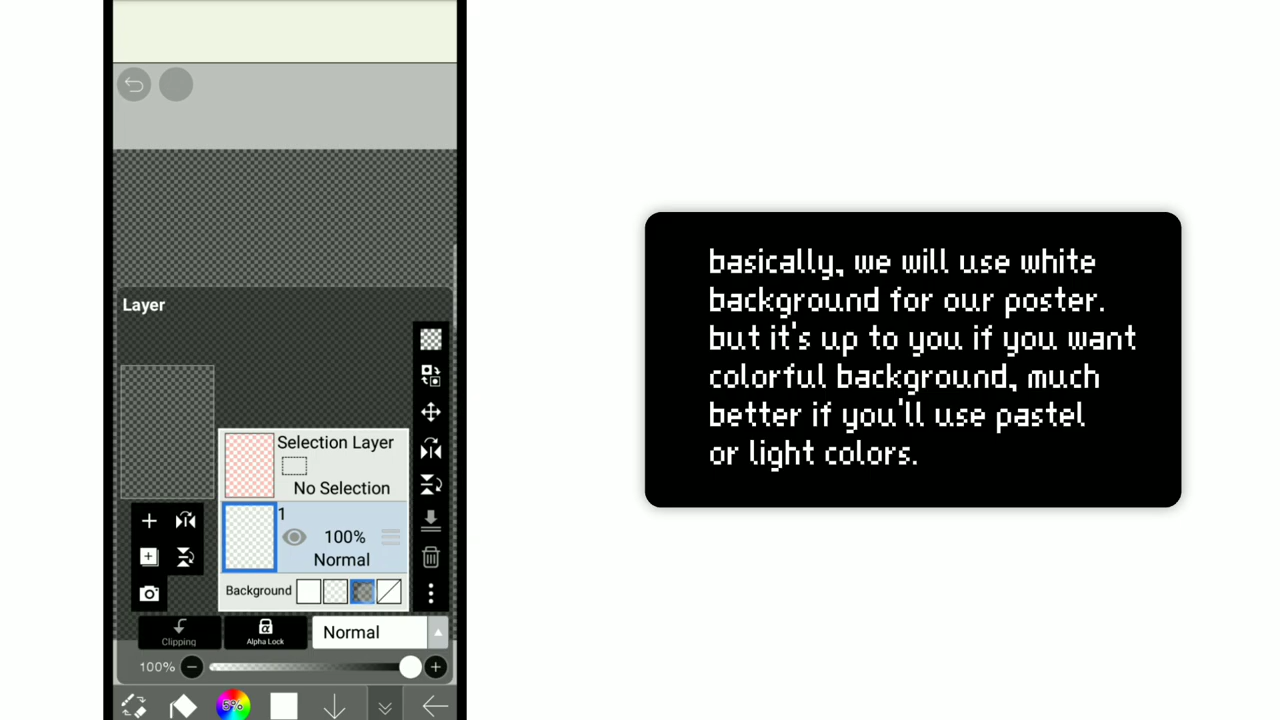 Layer
Selection Layer
No Selection
1
100%
Normal
Background
Clipping
Alpha Lock
Normal
100%
5%
basically, we will use white
background for our poster.
but it's up to you if you want
colorful background, much
better if you'll use pastel
or light colors.